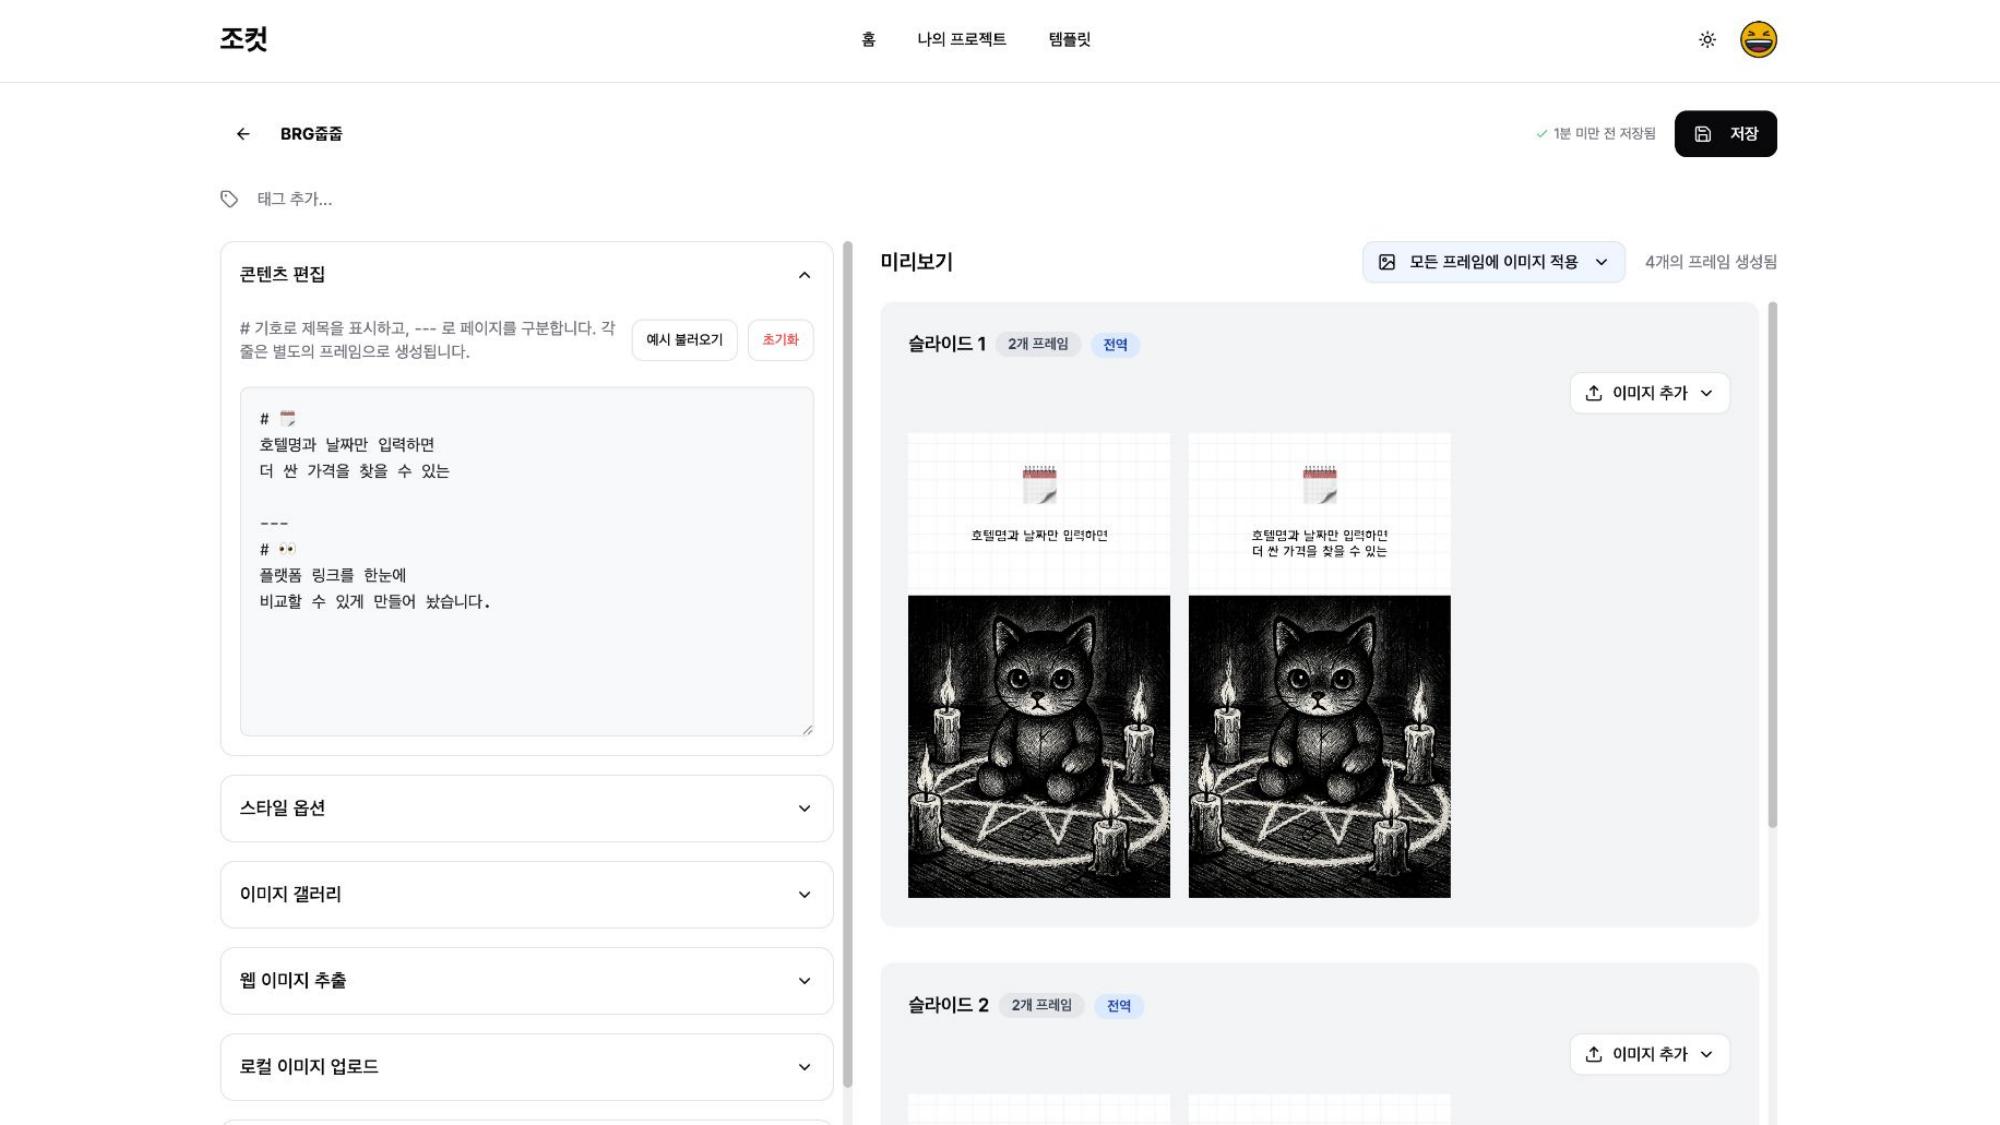 조컷
홈 나의 프로젝트 템플릿
BRG줍줍
1분 미만 전 저장됨
저장
태그 추가...
콘텐츠 편집
# 기호로 제목을 표시하고, --- 로 페이지를 구분합니다. 각
줄은 별도의 프레임으로 생성됩니다.
예시 불러오기
초기화
# 🗓️
호텔명과 날짜만 입력하면
더 싼 가격을 찾을 수 있는
---
# 👀
플랫폼 링크를 한눈에
비교할 수 있게 만들어 놨습니다.
스타일 옵션
이미지 갤러리
웹 이미지 추출
로컬 이미지 업로드
미리보기
모든 프레임에 이미지 적용
4개의 프레임 생성됨
슬라이드 1 2개 프레임 전역
이미지 추가
호텔명과 날짜만 입력하면
호텔명과 날짜만 입력하면
더 싼 가격을 찾을 수 있는
슬라이드 2 2개 프레임 전역
이미지 추가